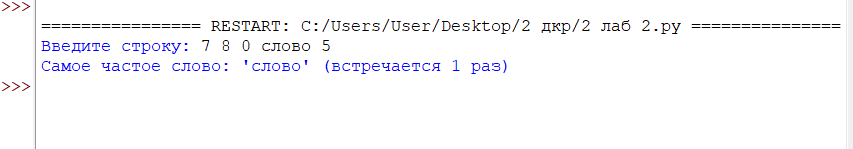 >>>
================ RESTART: C:/Users/User/Desktop/2 дкр/2 лаб 2.py ===============
Введите строку: 7 8 0 слово 5
Самое частое слово: 'слово' (встречается 1 раз)
>>>